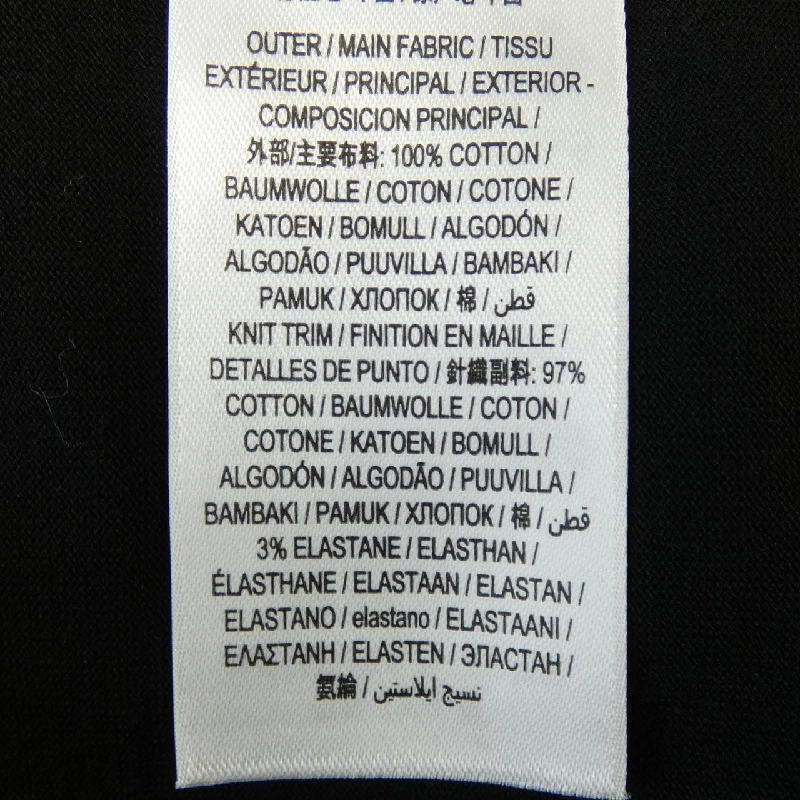 OUTER / MAIN FABRIC / TISSU
EXTÉRIEUR / PRINCIPAL / EXTERIOR -
COMPOSICION PRINCIPAL /
外部/主要布料: 100% COTTON /
BAUMWOLLE / COTON / COTONE /
KATOEN / BOMULL / ALGODÓN /
ALGODÃO / PUUVILLA / BAMBAKI /
PAMUK / ХЛОПОК / 棉 / قطن
KNIT TRIM / FINITION EN MAILLE /
DETALLES DE PUNTO / 針織副料: 97%
COTTON / BAUMWOLLE / COTON /
COTONE / KATOEN / BOMULL /
ALGODÓN / ALGODÃO / PUUVILLA /
BAMBAKI / PAMUK / ХЛОПОК / 棉 / قطن
3% ELASTANE / ELASTHAN /
ÉLASTHANE / ELASTAAN / ELASTAN /
ELASTANO / elastano / ELASTAANI /
ΕΛΑΣΤΑΝΗ / ELASTEN / ЭЛАСТАН /
氨綸 / نسيج ايلاستين